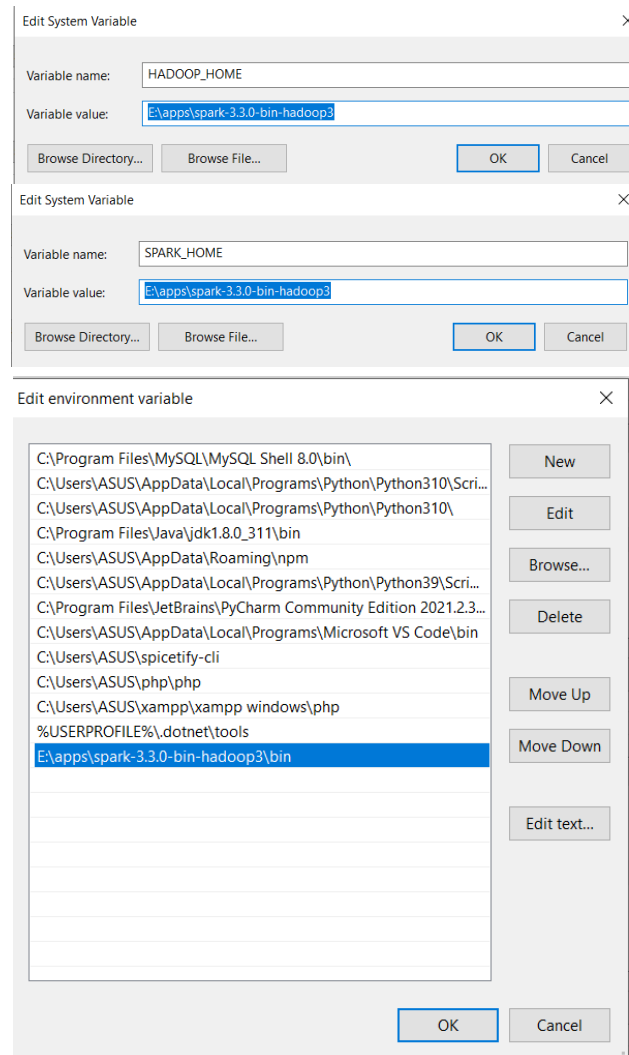 Edit System Variable
Variable name: HADOOP_HOME
Variable value: E:\apps\spark-3.3.0-bin-hadoop3
Browse Directory... Browse File... OK Cancel
Edit System Variable
Variable name: SPARK_HOME
Variable value: E:\apps\spark-3.3.0-bin-hadoop3
Browse Directory... Browse File... OK Cancel
Edit environment variable
C:\Program Files\MySQL\MySQL Shell 8.0\bin\
New
C:\Users\ASUS\AppData\Local\Programs\Python\Python310\Scri...
C:\Users\ASUS\AppData\Local\Programs\Python\Python310\
Edit
C:\Program Files\Java\jdk1.8.0_311\bin
C:\Users\ASUS\AppData\Roaming\npm
Browse...
C:\Users\ASUS\AppData\Local\Programs\Python\Python39\Scri...
C:\Program Files\JetBrains\PyCharm Community Edition 2021.2.3...
Delete
C:\Users\ASUS\AppData\Local\Programs\Microsoft VS Code\bin
C:\Users\ASUS\spicetify-cli
C:\Users\ASUS\php\php
Move Up
C:\Users\ASUS\xampp\xampp windows\php
%USERPROFILE%\.dotnet\tools
Move Down
E:\apps\spark-3.3.0-bin-hadoop3\bin
Edit text...
OK Cancel